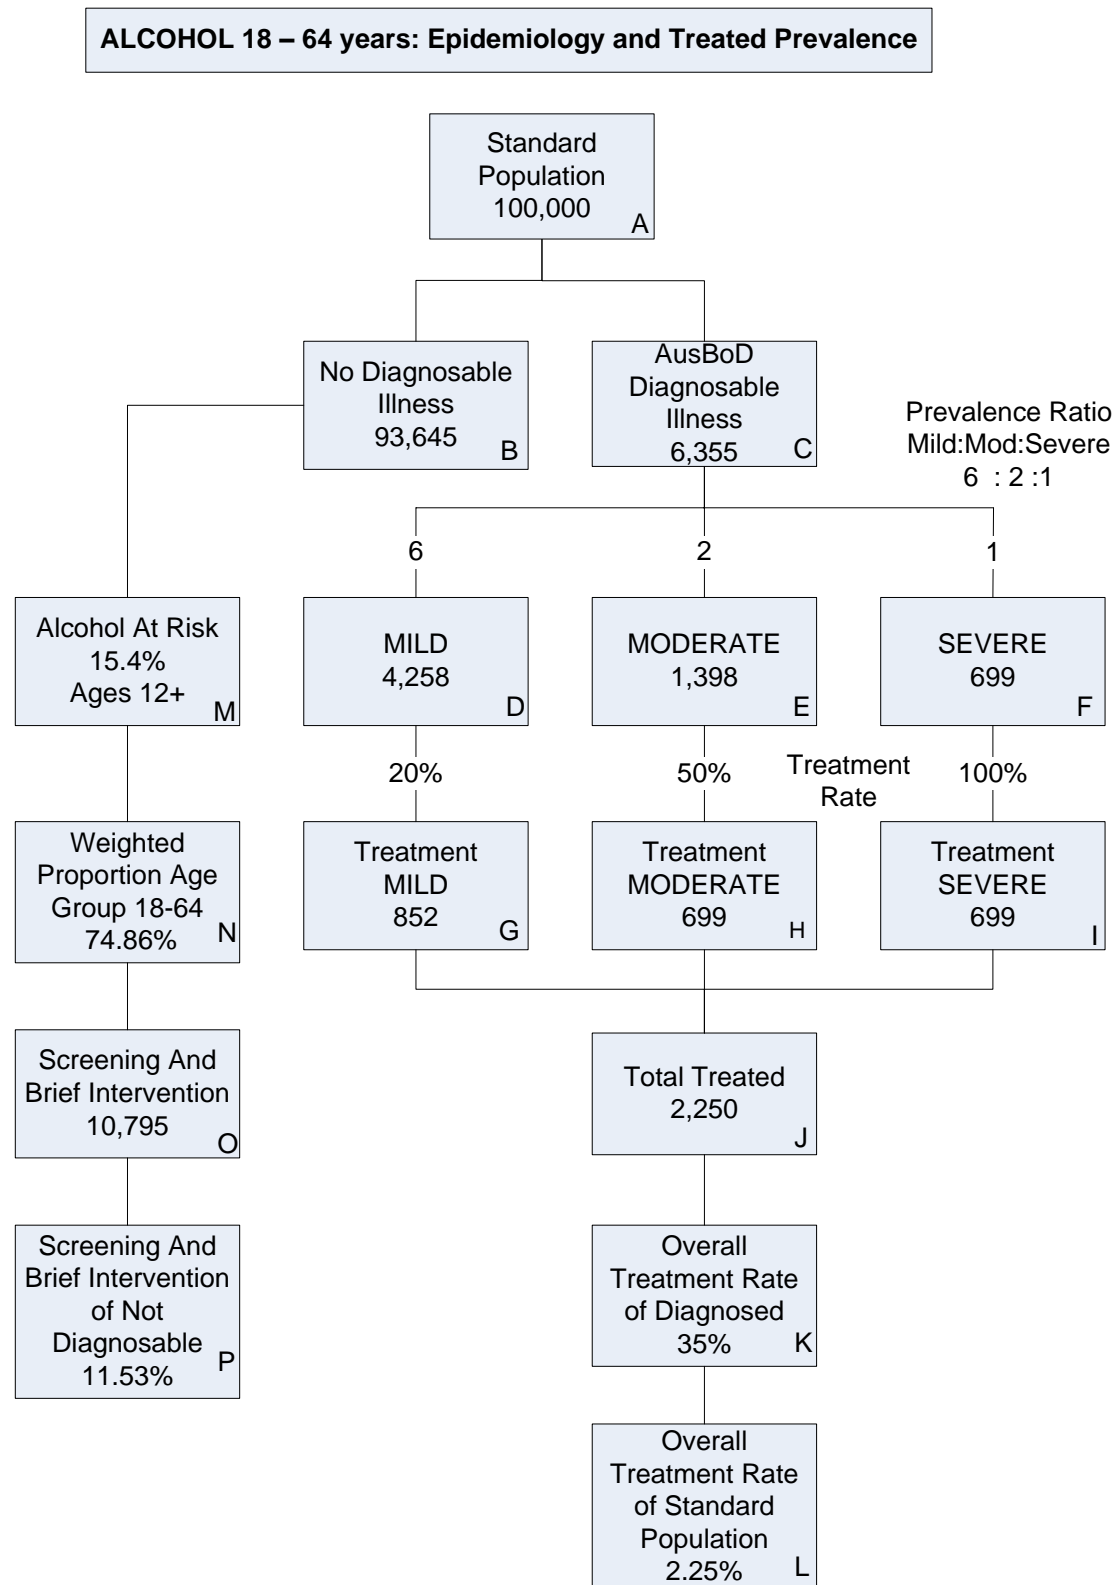 ALCOHOL 18 – 64 years: Epidemiology and Treated Prevalence
Standard
Population
100,000
A
No Diagnosable
Illness
93,645
B
AusBoD
Diagnosable
Illness
6,355
C
Prevalence Ratio
Mild:Mod:Severe
6 : 2 :1
6
2
1
Alcohol At Risk
15.4%
Ages 12+
M
MILD
4,258
D
MODERATE
1,398
E
SEVERE
699
F
20%
50%
Treatment
Rate
100%
Weighted
Proportion Age
Group 18-64
74.86%
N
Treatment
MILD
852
G
Treatment
MODERATE
699
H
Treatment
SEVERE
699
I
Screening And
Brief Intervention
10,795
O
Total Treated
2,250
J
Screening And
Brief Intervention
of Not
Diagnosable
11.53%
P
Overall
Treatment Rate
of Diagnosed
35%
K
Overall
Treatment Rate
of Standard
Population
2.25%
L